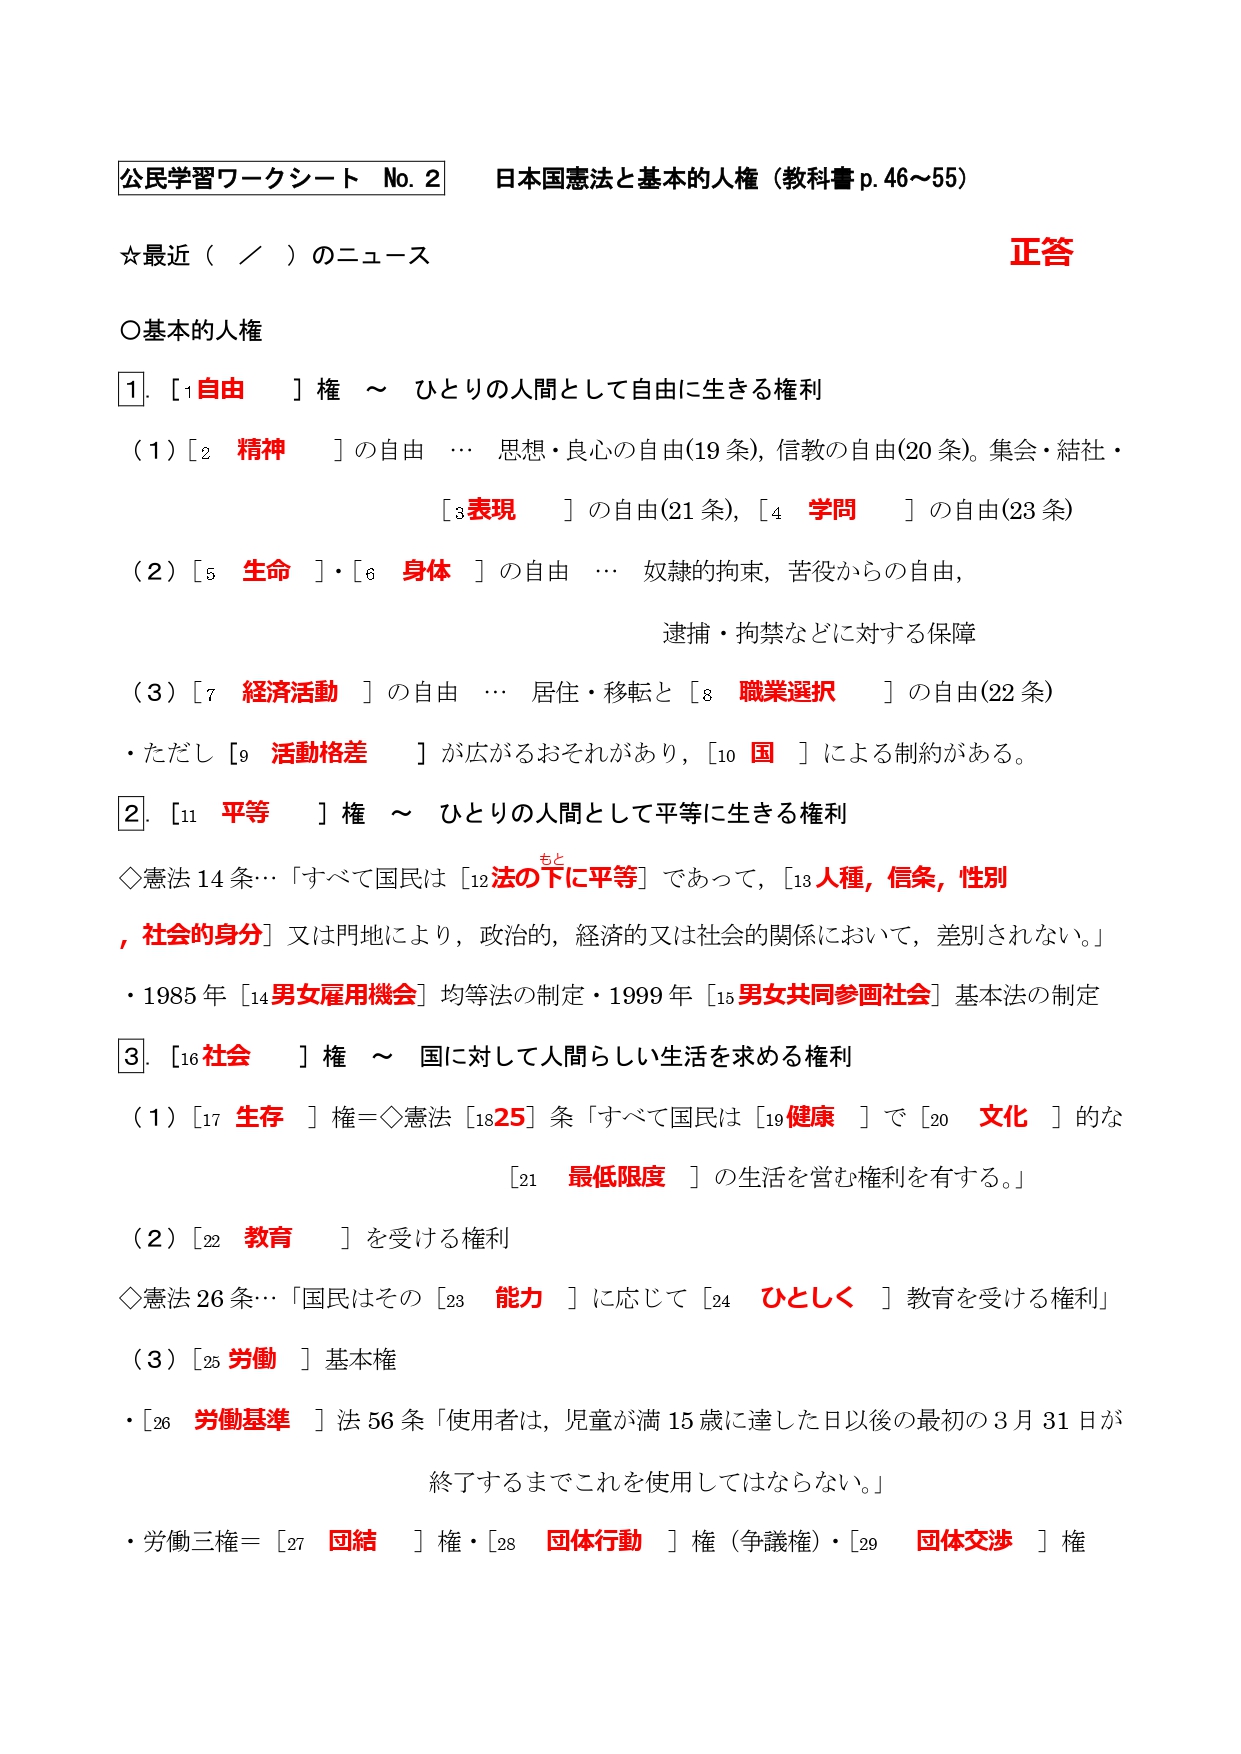 公民学習ワークシート　No.２　　日本国憲法と基本的人権（教科書 p.46～55）
☆最近（　／　）のニュース
正答
〇基本的人権
１．［1自由　　］権　～　ひとりの人間として自由に生きる権利
（１）［2　精神　　］の自由　…　思想・良心の自由(19 条)，信教の自由(20 条)。集会・結社・
［3表現　　］の自由(21 条)，［4　学問　　］の自由(23 条)
（２）［5　生命　］・［6　身体　］の自由　…　奴隷的拘束，苦役からの自由，
逮捕・拘禁などに対する保障
（３）［7　経済活動　］の自由　…　居住・移転と［8　職業選択　　］の自由(22 条)
・ただし［9　活動格差　　］が広がるおそれがあり，［10　国　］による制約がある。
２．［11　平等　　］権　～　ひとりの人間として平等に生きる権利
もと
◇憲法 14 条…「すべて国民は［12法の下に平等］であって，［13人種，信条，性別
，社会的身分］又は門地により，政治的，経済的又は社会的関係において，差別されない。」
・1985 年［14男女雇用機会］均等法の制定・1999 年［15男女共同参画社会］基本法の制定
３．［16社会　　］権　～　国に対して人間らしい生活を求める権利
（１）［17　生存　］権＝◇憲法［1825］条「すべて国民は［19健康　］で［20　文化　］的な
［21　最低限度　］の生活を営む権利を有する。」
（２）［22　教育　　］を受ける権利
◇憲法 26 条…「国民はその［23　能力　］に応じて［24　ひとしく　］教育を受ける権利」
（３）［25 労働　］基本権
・［26　労働基準　］法 56 条「使用者は，児童が満 15 歳に達した日以後の最初の３月 31 日が
終了するまでこれを使用してはならない。」
・労働三権＝［27　団結　］権・［28　団体行動　］権（争議権）・［29　団体交渉　］権